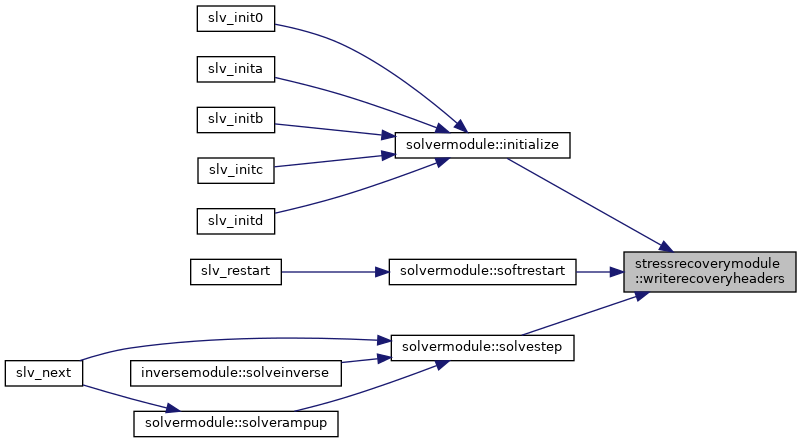 slv_init0
slv_inita
slv_initb
solvermodule::initialize
slv_initc
slv_initd
stressrecoverymodule
::writerecoveryheaders
slv_restart
solvermodule::softrestart
solvermodule::solvestep
slv_next
inversemodule::solveinverse
solvermodule::solverampup